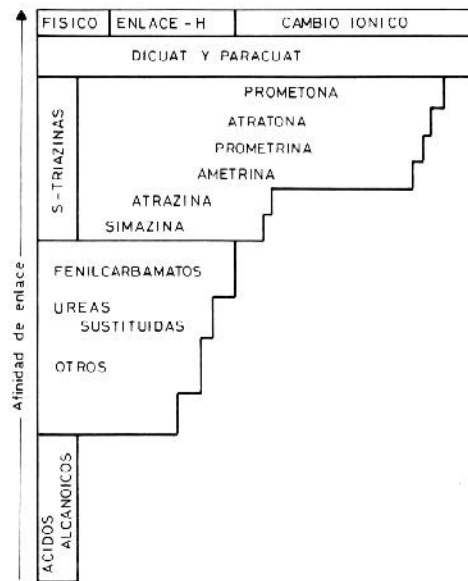 FISICO ENLACE-H CAMBIO IONICO
DICUAT Y PARACUAT
S-TRIAZINAS
PROMETONA
ATRATONA
PROMETRINA
AMETRINA
ATRAZINA
SIMAZINA
FENILCARBAMATOS
UREAS
SUSTITUIDAS
OTROS
ACIDOS
ALCANOICOS
Afinidad de enlace